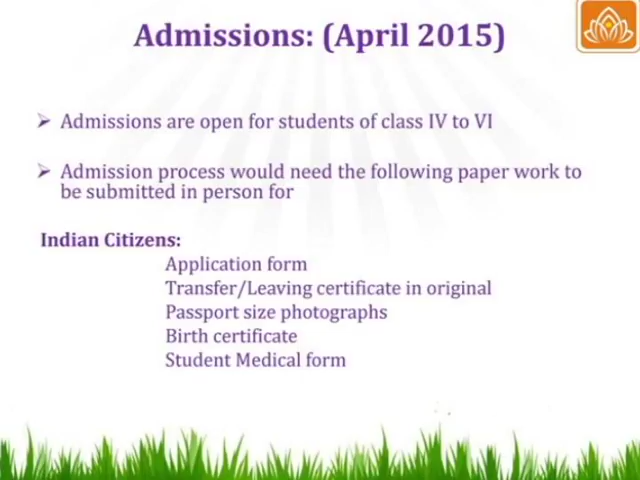 Admissions: (April 2015)
Admissions are open for students of class IV to VI
Admission process would need the following paper work to
be submitted in person for
Indian Citizens:
Application form
Transfer/Leaving certificate in original
Passport size photographs
Birth certificate
Student Medical form